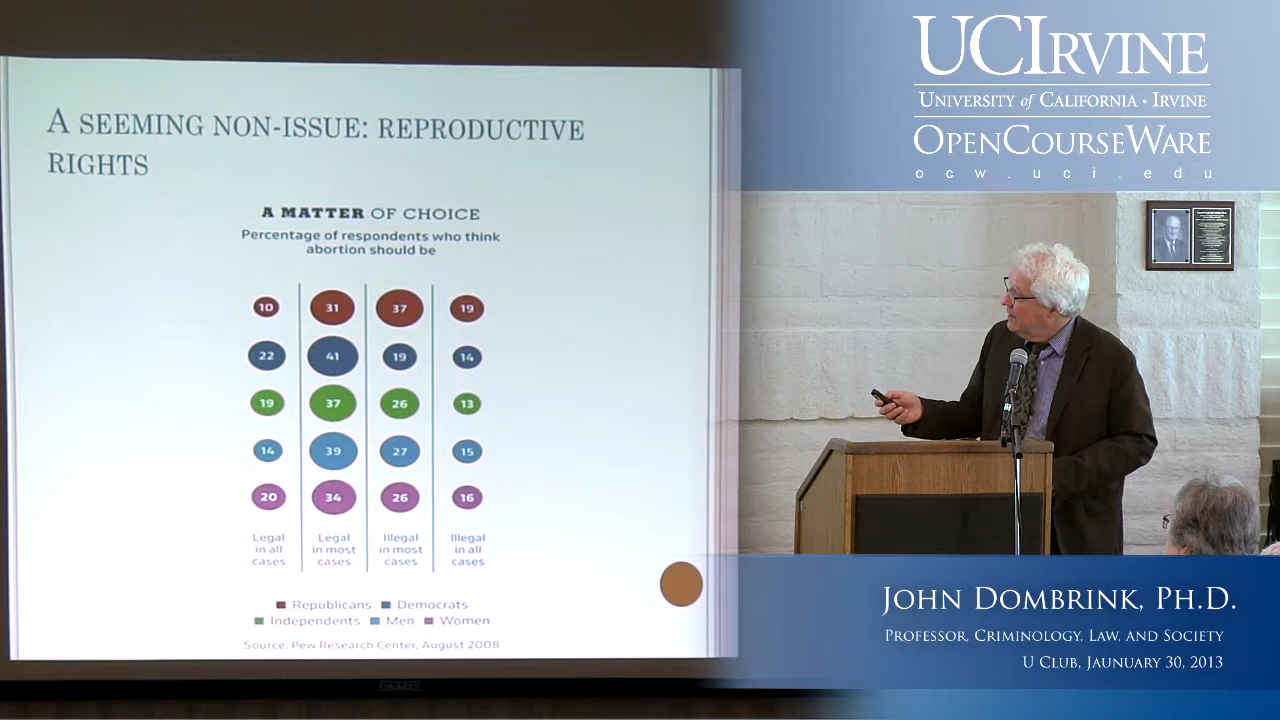 A SEEMING NON-ISSUE: REPRODUCTIVE
RIGHTS
A MATTER OF CHOICE
Percentage of respondents who think
abortion should be
10 31 37 19
22 41 19 14
19 37 26 13
14 39 27 15
20 34 26 16
Legal in all cases
Legal in most cases
Illegal in most cases
Illegal in all cases
Republicans Democrats
Independents Men Women
Source: Pew Research Center, August 2008
UCIRVINE
UNIVERSITY of CALIFORNIA · IRVINE
OPENCOURSEWARE
ocw.uci.edu
JOHN DOMBRINK, PH.D.
PROFESSOR, CRIMINOLOGY, LAW, AND SOCIETY
U CLUB, JAUNUARY 30, 2013